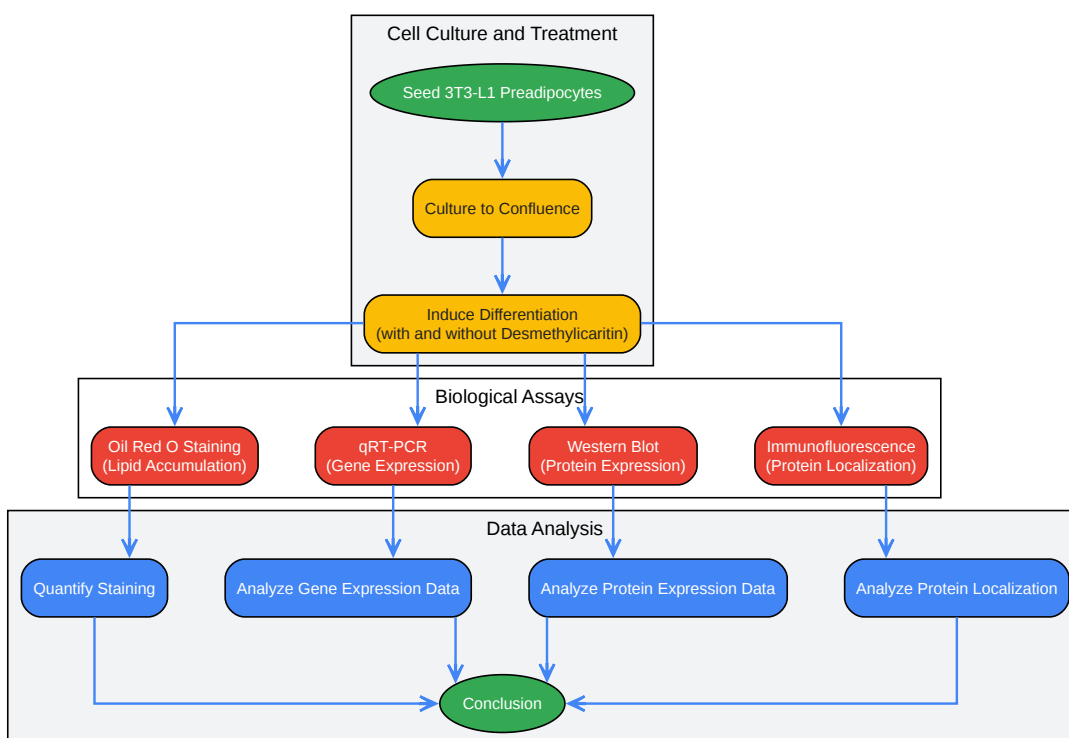 Cell Culture and Treatment
Seed 3T3-L1 Preadipocytes
Culture to Confluence
Induce Differentiation
(with and without Desmethylicaritin)
Biological Assays
Oil Red O Staining
(Lipid Accumulation)
qRT-PCR
(Gene Expression)
Western Blot
(Protein Expression)
Immunofluorescence
(Protein Localization)
Data Analysis
Quantify Staining
Analyze Gene Expression Data
Analyze Protein Expression Data
Analyze Protein Localization
Conclusion